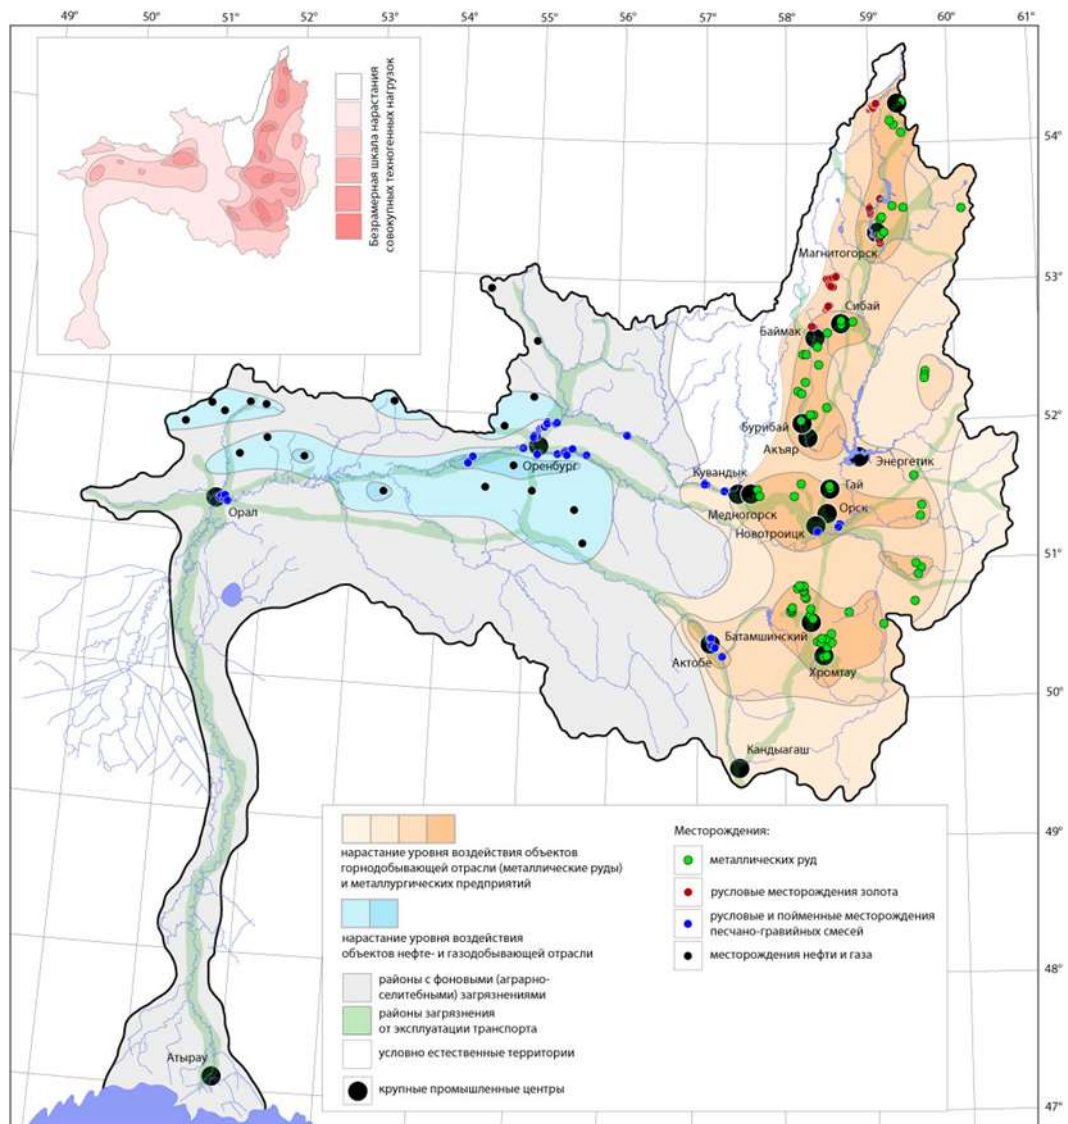 49° 50° 51° 52° 53° 54° 55° 56° 57° 58° 59° 60° 61°
Безразмерная шкала нарастания
совокупных техногенных нагрузок
54°
Магнитогорск
53°
Сибай
Баймак
52°
Бурибай
Акъяр
Энергетик
Оренбург
Кувандык
Гай
Медногорск
Орск
Орал
Новотроицк
51°
Батамшинский
Актобе
Хромтау
50°
Кандыагаш
49°
нарастание уровня воздействия объектов
горнодобывающей отрасли (металлические руды)
и металлургических предприятий
нарастание уровня воздействия
объектов нефте- и газодобывающей отрасли
районы с фоновыми (аграрно-
селитебными) загрязнениями
районы загрязнения
от эксплуатации транспорта
условно естественные территории
крупные промышленные центры
Месторождения:
металлических руд
русловые месторождения золота
русловые и пойменные месторождения
песчано-гравийных смесей
месторождения нефти и газа
48°
Атырау
47°